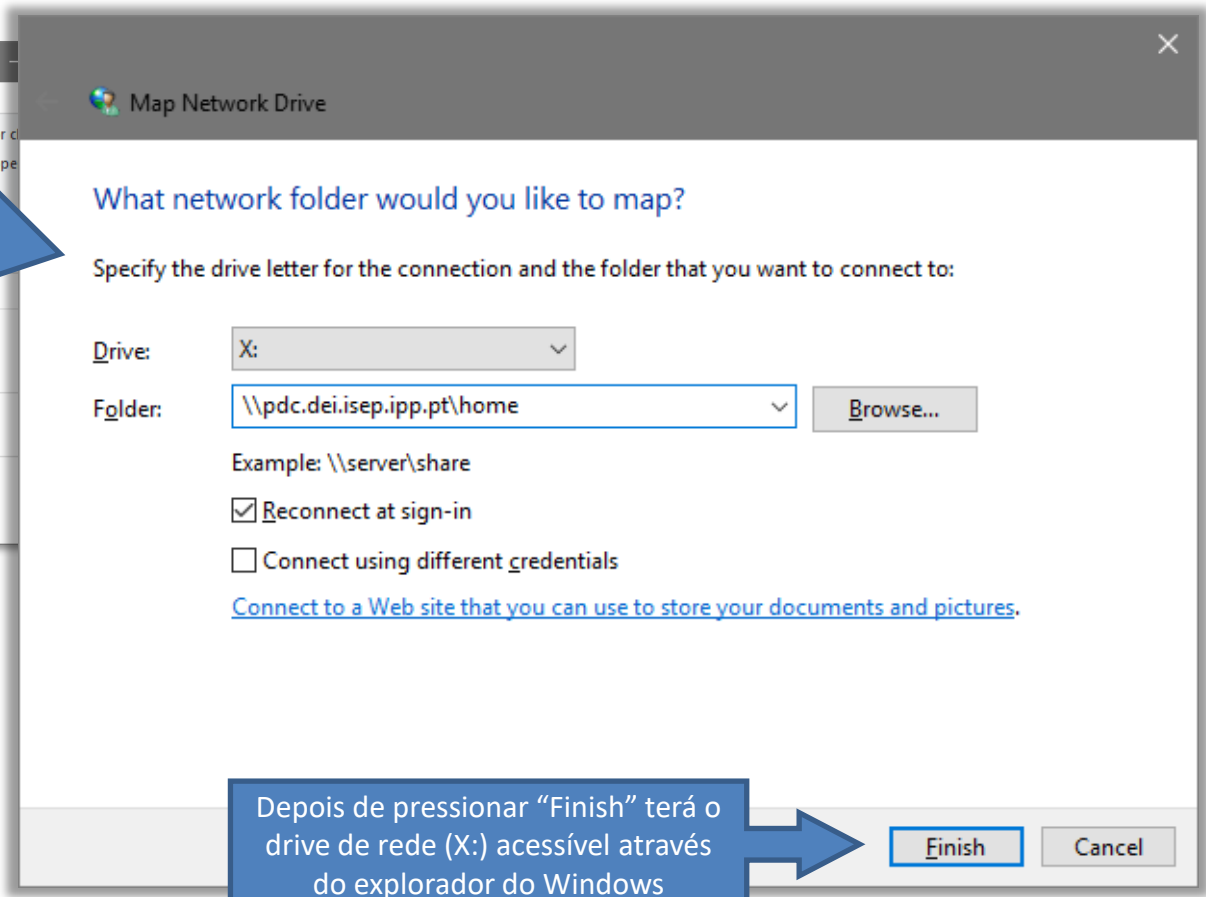 Map Network Drive
What network folder would you like to map?
Specify the drive letter for the connection and the folder that you want to connect to:
Drive: X:
Folder: \\pdc.dei.isep.ipp.pt\home Browse...
Example: \\server\share
Reconnect at sign-in
Connect using different credentials
Connect to a Web site that you can use to store your documents and pictures.
Depois de pressionar “Finish” terá o
drive de rede (X:) acessível através
do explorador do Windows
Finish Cancel